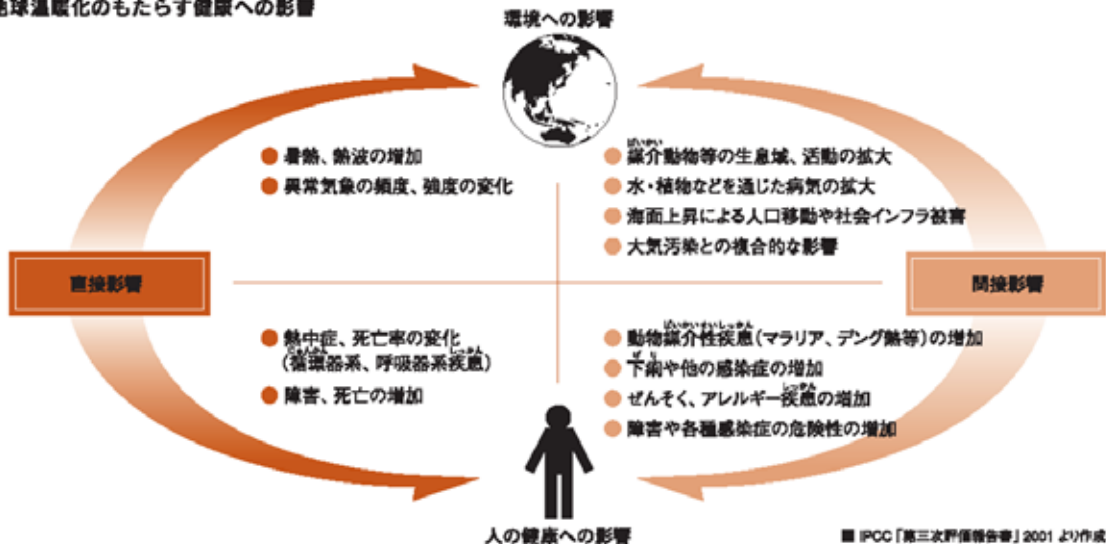 球温暖化のもたらす健康への影響
環境への影響
暑熱、熱波の増加
異常気象の頻度、強度の変化
ばいかい
媒介動物等の生息域、活動の拡大
水・植物などを通じた病気の拡大
海面上昇による人口移動や社会インフラ被害
大気汚染との複合的な影響
直接影響
間接影響
熱中症、死亡率の変化
じゅんかん しっかん
(循環器系、呼吸器系疾患)
障害、死亡の増加
ばいかいせいしっかん
動物媒介性疾患(マラリア、デング熱等)の増加
げり
下痢や他の感染症の増加
しっかん
ぜんそく、アレルギー疾患の増加
障害や各種感染症の危険性の増加
人の健康への影響
■ IPCC「第三次評価報告書」2001 より作成